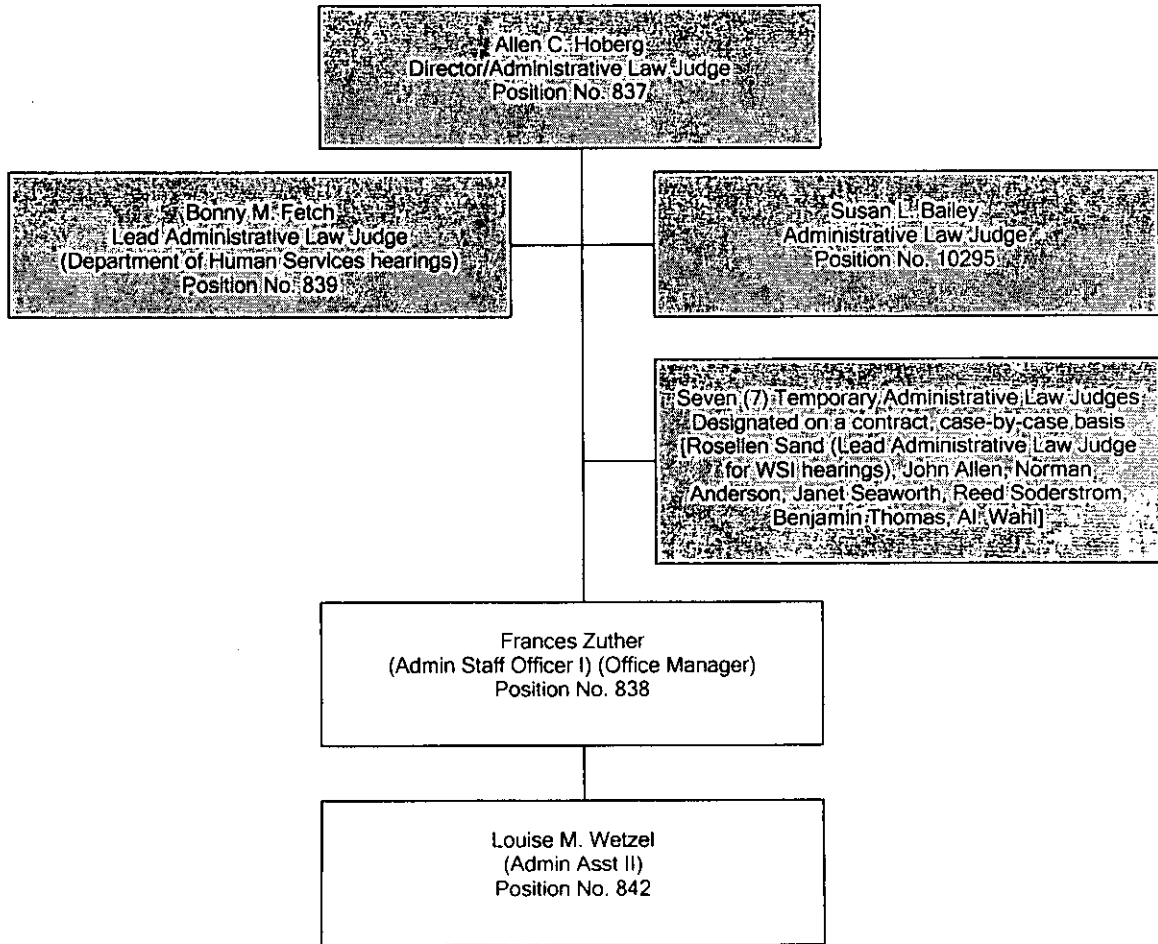 Allen C. Hoberg
Director/Administrative Law Judge
Position No. 837
Bonny M. Fetch
Lead Administrative Law Judge
(Department of Human Services hearings)
Position No. 839
Susan L. Bailey
Administrative Law Judge
Position No. 10295
Seven (7) Temporary Administrative Law Judges
Designated on a contract, case-by-case basis
[Rosellen Sand (Lead Administrative Law Judge
for WSI hearings), John Allen, Norman
Anderson, Janet Seaworth, Reed Soderstrom,
Benjamin Thomas, Al Wahl]
Frances Zuther
(Admin Staff Officer I) (Office Manager)
Position No. 838
Louise M. Wetzel
(Admin Asst II)
Position No. 842